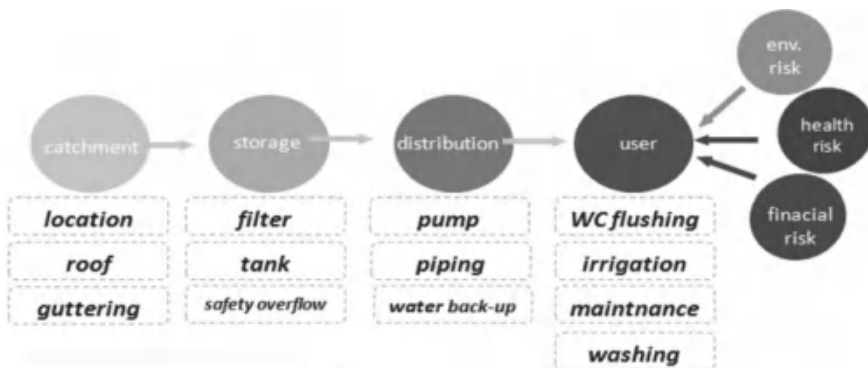 env.
risk
catchment
storage
distribution
user
health
risk
finacial
risk
location
filter
pump
WC flushing
roof
tank
piping
irrigation
guttering
safety overflow
water back-up
maintnance
washing